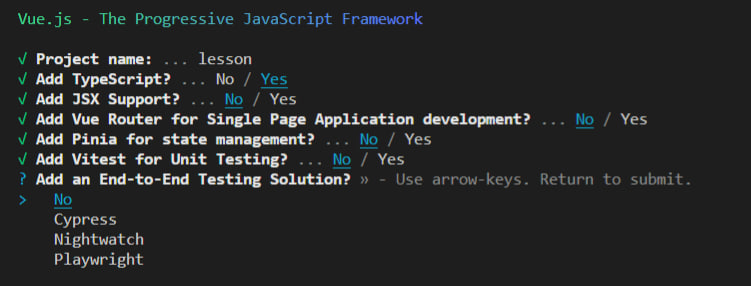 Vue.js - The Progressive JavaScript Framework
√ Project name: ... lesson
√ Add TypeScript? ... No / Yes
√ Add JSX Support? ... No / Yes
√ Add Vue Router for Single Page Application development? ... No / Yes
√ Add Pinia for state management? ... No / Yes
√ Add Vitest for Unit Testing? ... No / Yes
? Add an End-to-End Testing Solution? » - Use arrow-keys. Return to submit.
> No
Cypress
Nightwatch
Playwright